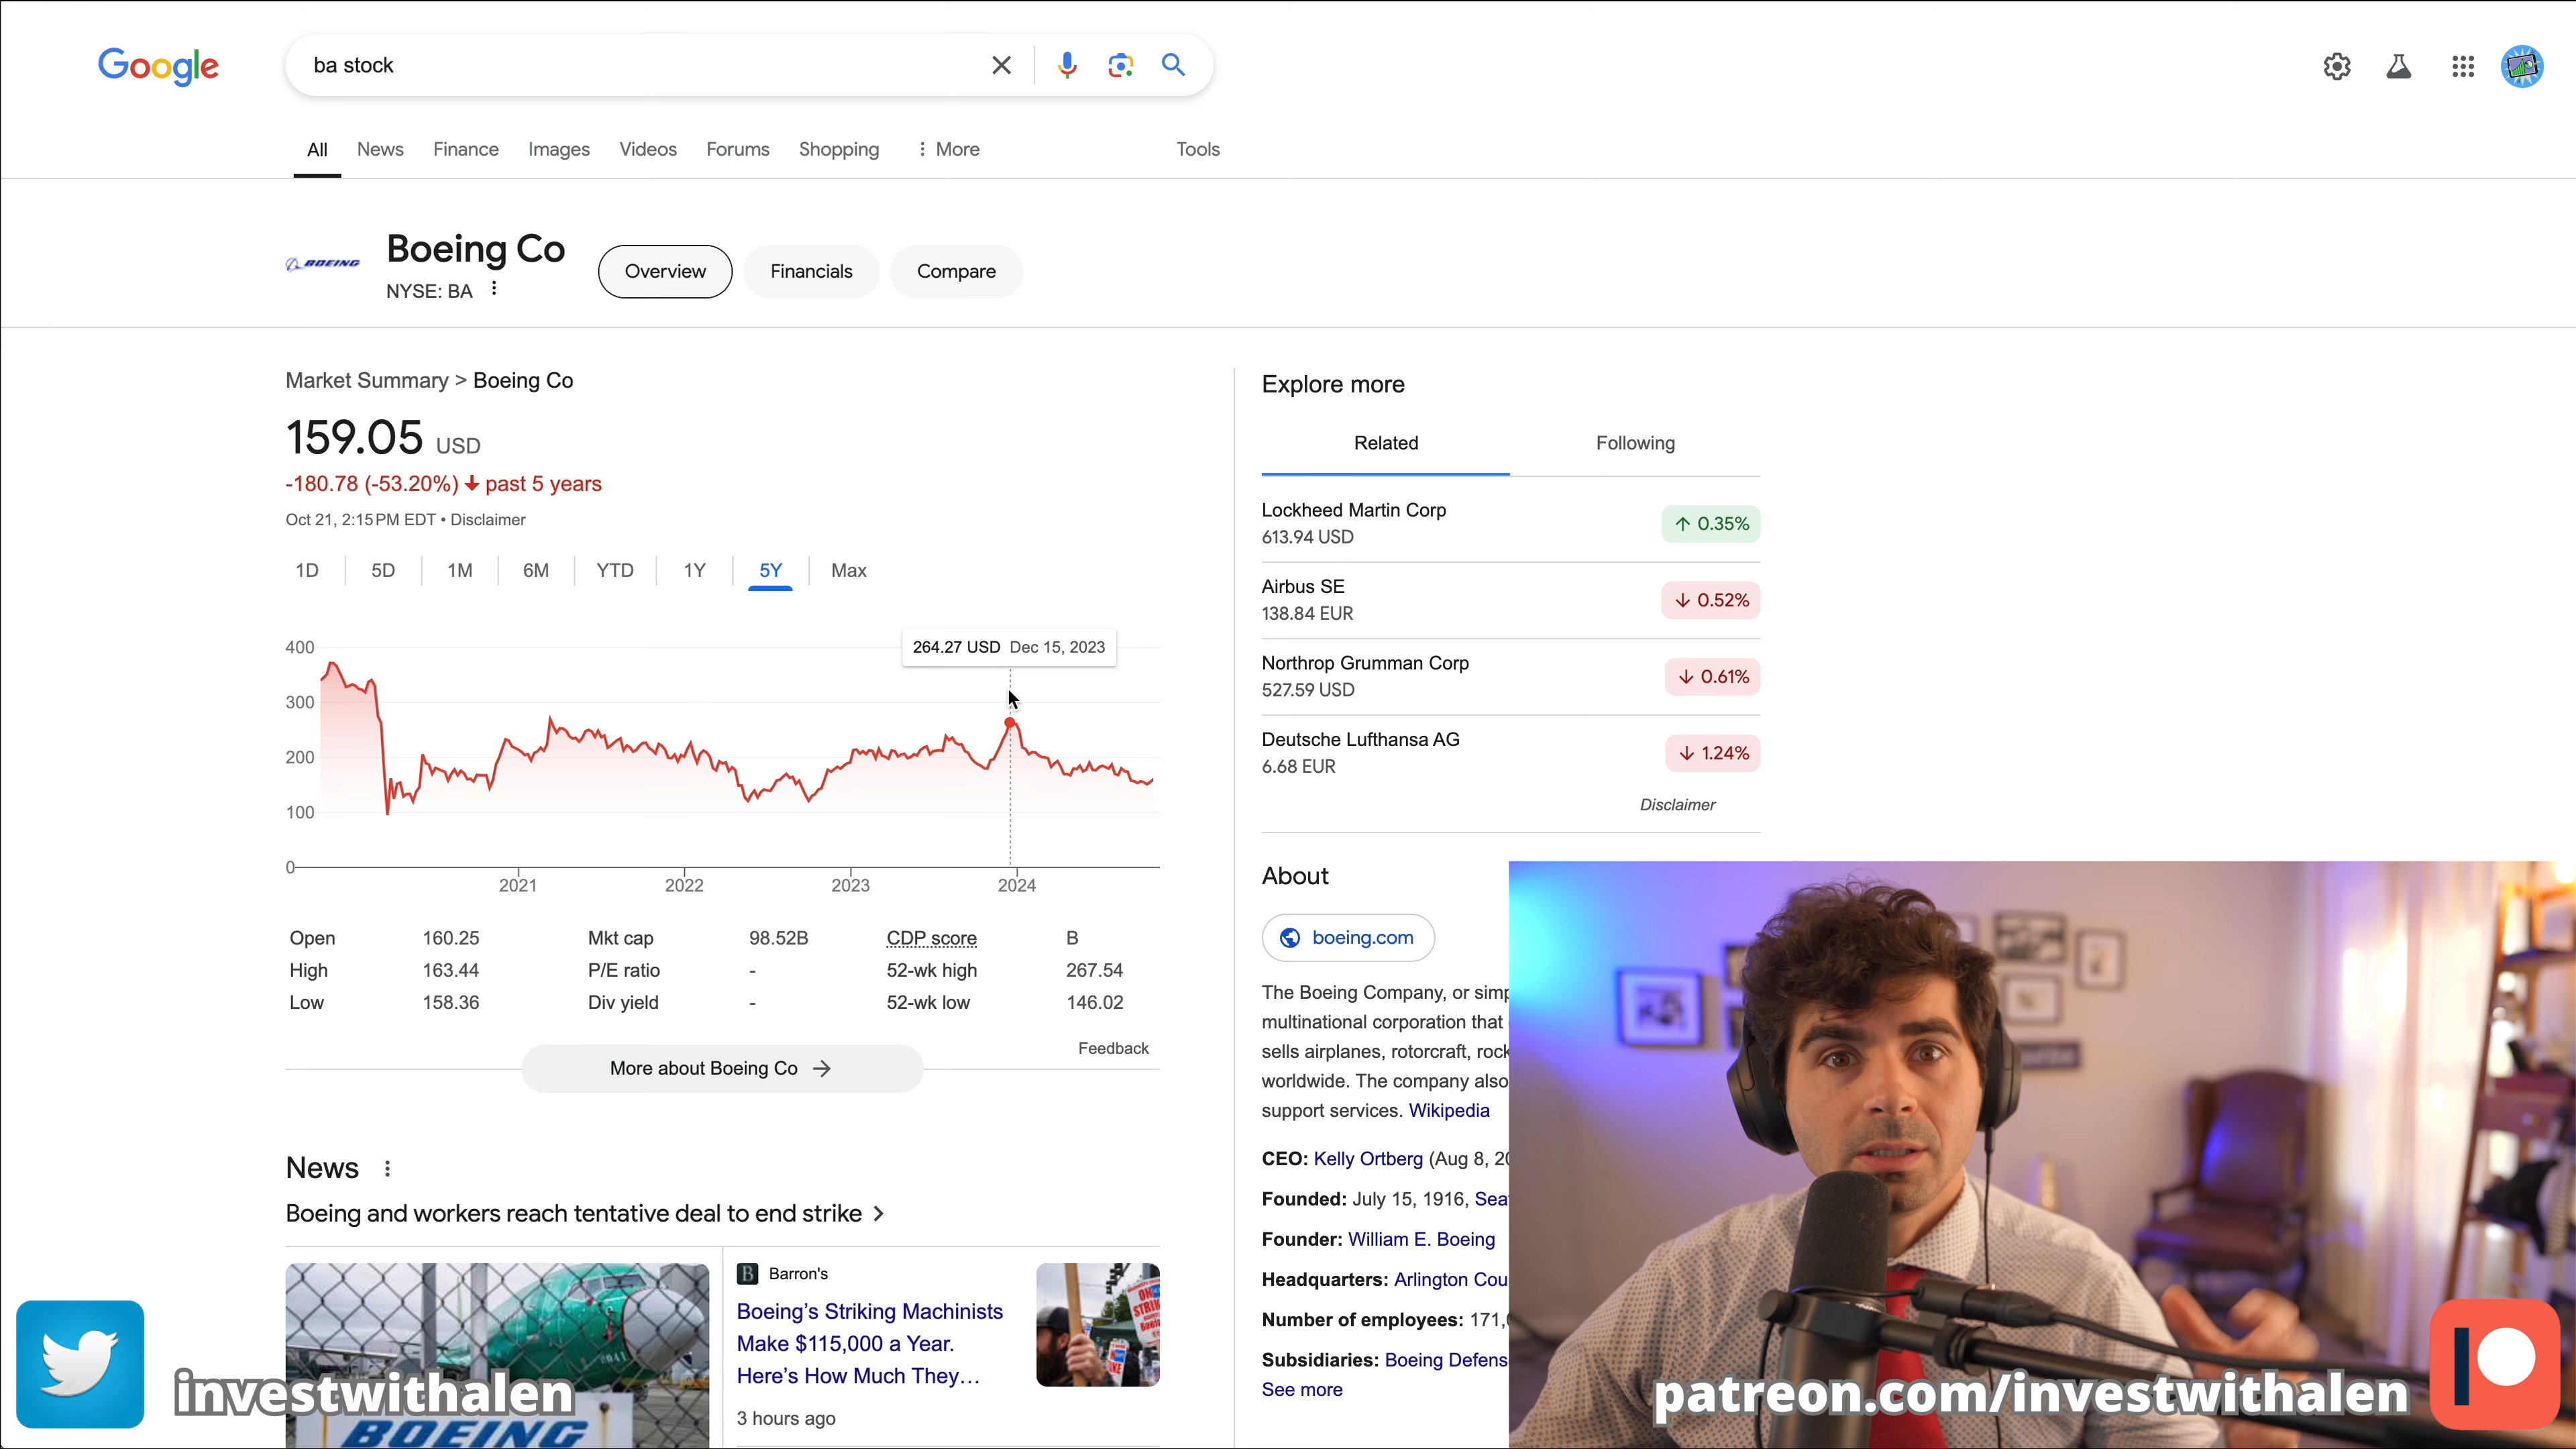 Google
ba stock
All News Finance Images Videos Forums Shopping More Tools
BOEING
Boeing Co
NYSE: BA
Overview Financials Compare
Market Summary > Boeing Co
159.05 USD
-180.78 (-53.20%) past 5 years
Oct 21, 2:15 PM EDT • Disclaimer
1D 5D 1M 6M YTD 1Y 5Y Max
264.27 USD Dec 15, 2023
400
300
200
100
0
2021 2022 2023 2024
Open 160.25 Mkt cap 98.52B CDP score B
High 163.44 P/E ratio - 52-wk high 267.54
Low 158.36 Div yield - 52-wk low 146.02
Feedback
More about Boeing Co →
News
Boeing and workers reach tentative deal to end strike
BOEING
Barron's
Boeing's Striking Machinists
Make $115,000 a Year.
Here's How Much They...
3 hours ago
ON
STRIKE
Explore more
Related Following
Lockheed Martin Corp
613.94 USD
↑ 0.35%
Airbus SE
138.84 EUR
↓ 0.52%
Northrop Grumman Corp
527.59 USD
↓ 0.61%
Deutsche Lufthansa AG
6.68 EUR
↓ 1.24%
Disclaimer
About
boeing.com
The Boeing Company, or simp
multinational corporation that
sells airplanes, rotorcraft, rock
worldwide. The company also
support services. Wikipedia
CEO: Kelly Ortberg (Aug 8, 20
Founded: July 15, 1916, Sea
Founder: William E. Boeing
Headquarters: Arlington Cou
Number of employees: 171,
Subsidiaries: Boeing Defens
See more
investwithalen
patreon.com/investwithalen